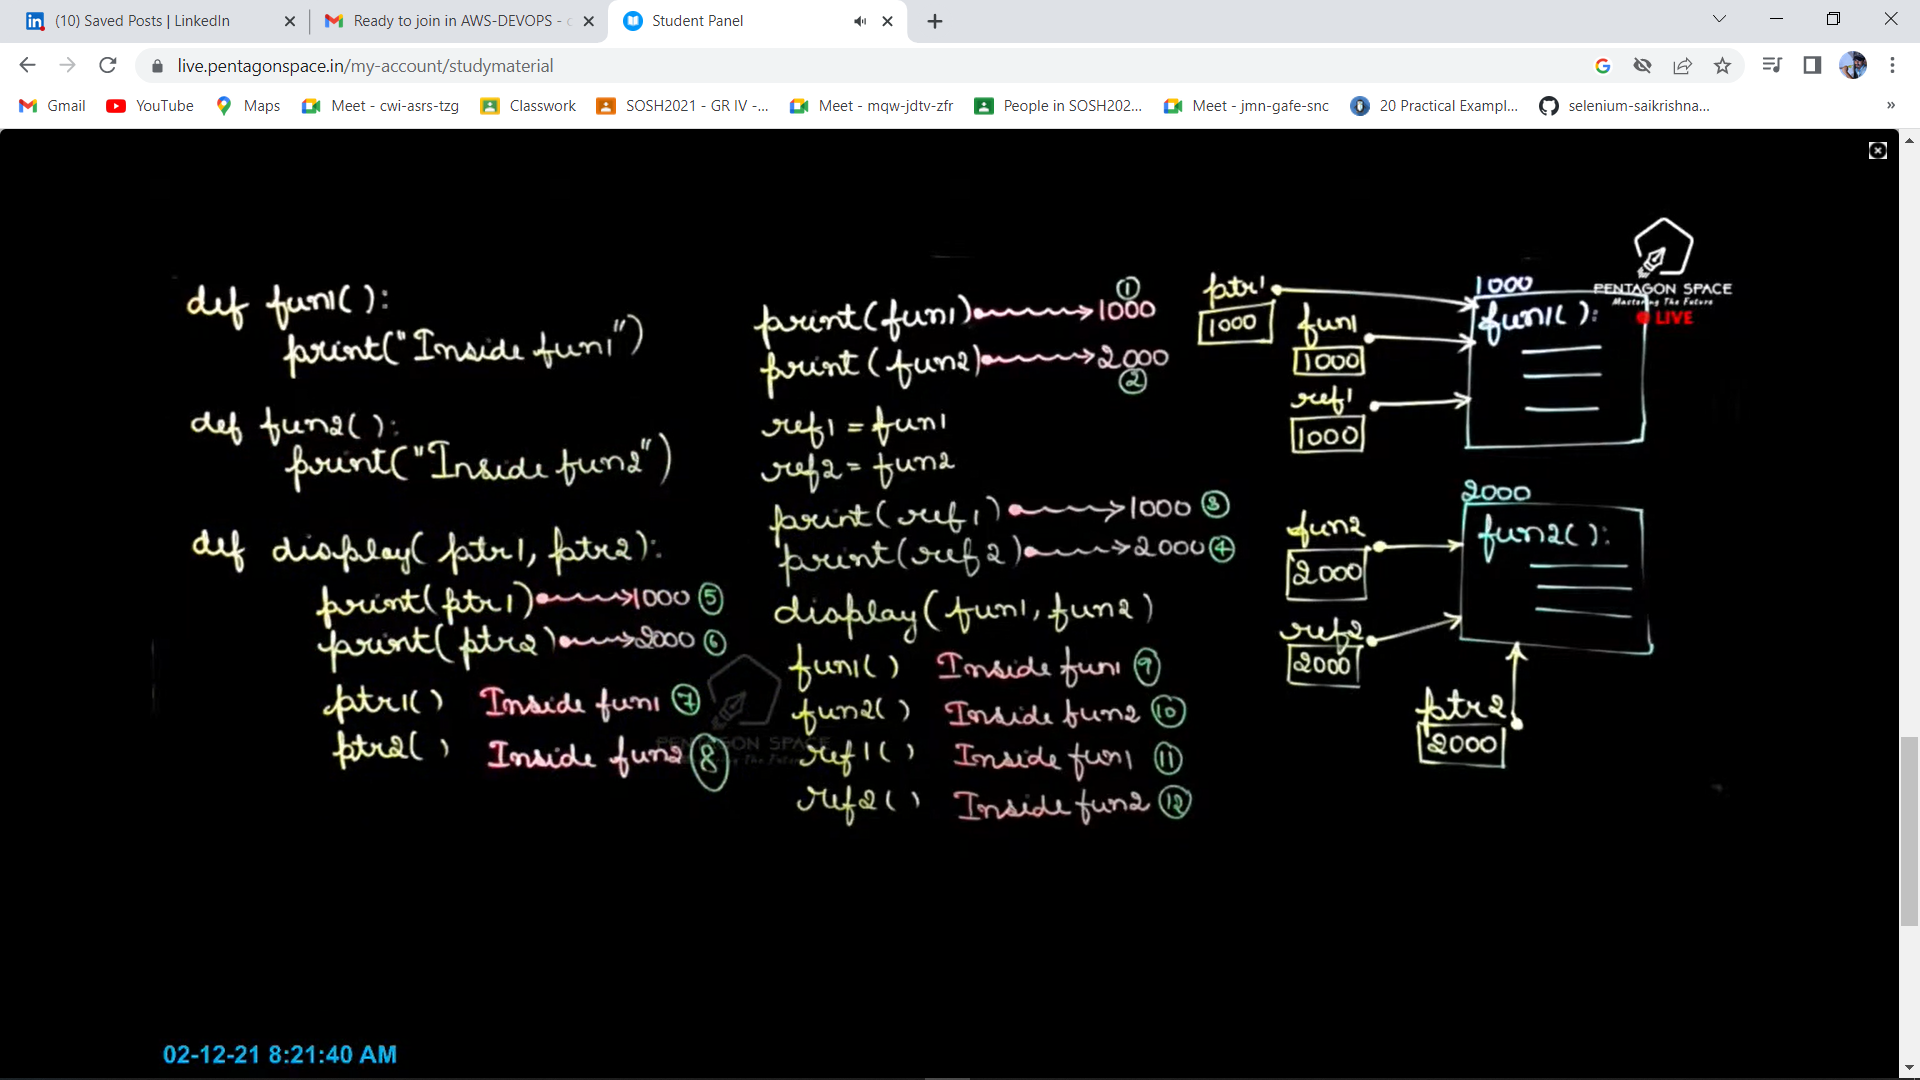 (10) Saved Posts | LinkedIn
Ready to join in AWS-DEVOPS -
Student Panel
live.pentagonspace.in/my-account/studymaterial
Gmail
YouTube
Maps
Meet - cwi-asrs-tzg
Classwork
SOSH2021 - GR IV -...
Meet - mqw-jdtv-zfr
People in SOSH202...
Meet - jmn-gafe-snc
20 Practical Exampl...
selenium-saikrishna...
»
def fun1():
print("Inside fun1")
def fun2():
print("Inside fun2")
def display(ptr1, ptr2):
print(ptr1) 1000 5
print(ptr2) 2000 6
ptr1() Inside fun1 7
ptr2() Inside fun2 8
print(fun1) 1000 1
print(fun2) 2000 2
ref1 = fun1
ref2 = fun2
print(ref1) 1000 3
print(ref2) 2000 4
display(fun1, fun2)
fun1() Inside fun1 9
fun2() Inside fun2 10
ref1() Inside fun1 11
ref2() Inside fun2 12
ptr1
1000
fun1
1000
ref1
1000
1000
fun1():
fun2
2000
ref2
2000
2000
fun2():
ptr2
2000
PENTAGON SPACE
Mastering The Future
LIVE
PENTAGON SPACE
Mastering The Future
02-12-21 8:21:40 AM